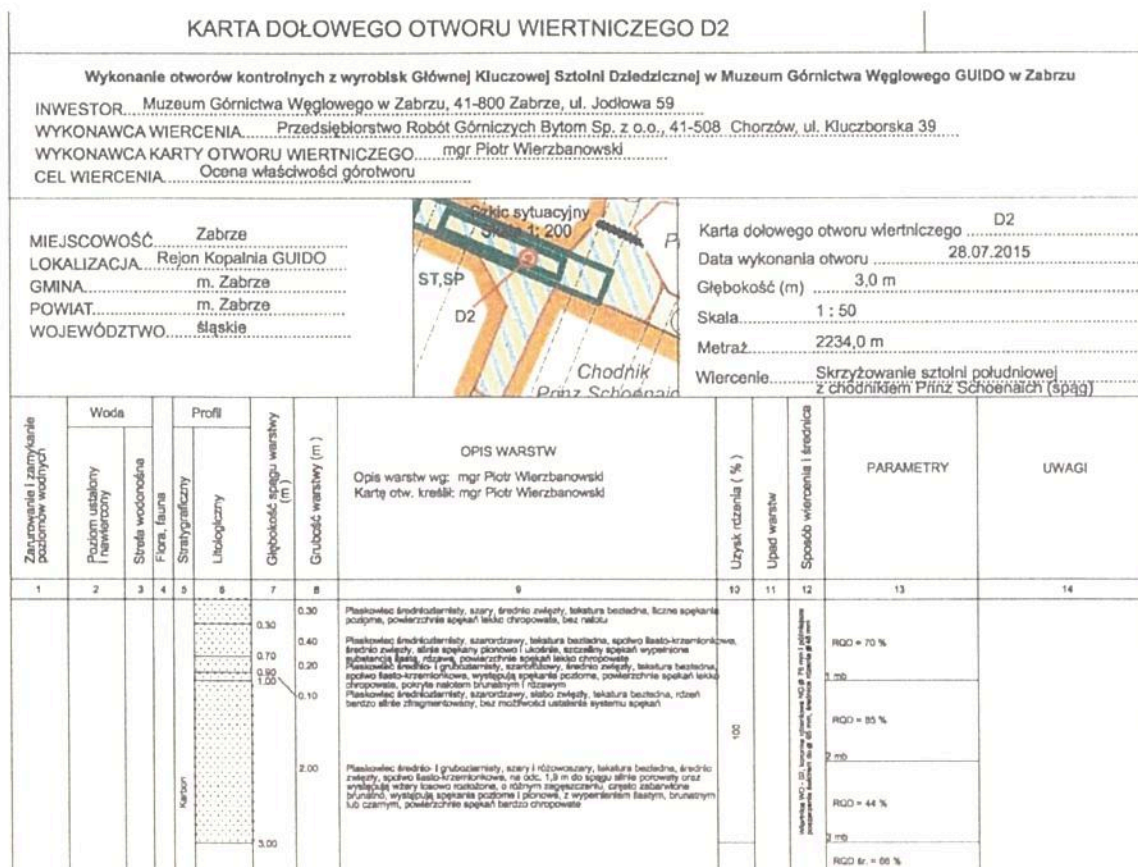 KARTA DOŁOWEGO OTWORU WIERTNICZEGO D2
Wykonanie otworów kontrolnych z wyrobisk Głównej Kluczowej Sztolni Dziedzicznej w Muzeum Górnictwa Węglowego GUIDO w Zabrzu
INWESTOR Muzeum Górnictwa Węglowego w Zabrzu, 41-800 Zabrze, ul. Jodłowa 59
WYKONAWCA WIERCENIA Przedsiębiorstwo Robót Górniczych Bytom Sp. z o.o., 41-508 Chorzów, ul. Kluczborska 39
WYKONAWCA KARTY OTWORU WIERTNICZEGO mgr Piotr Wierzbanowski
CEL WIERCENIA Ocena właściwości górotworu
MIEJSCOWOŚĆ Zabrze
LOKALIZACJA Rejon Kopalnia GUIDO
GMINA m. Zabrze
POWIAT m. Zabrze
WOJEWÓDZTWO śląskie
Szkic sytuacyjny
Skala 1: 200
ST,SP
D2
Chodnik
Prinz Schoenaich
Karta dołowego otworu wiertniczego D2
Data wykonania otworu 28.07.2015
Głębokość (m) 3,0 m
Skala 1 : 50
Metraż 2234,0 m
Wiercenie Skrzyżowanie sztolni południowej
z chodnikiem Prinz Schoenaich (spąg)
Zarurowanie i zamykanie
poziomów wodnych
Woda
Poziom ustalony
i nawiercony
Strefa wodonośna
Flora, fauna
Profil
Stratygraficzny
Litologiczny
Głębokość spągu warstwy
(m)
Grubość warstwy (m)
OPIS WARSTW
Opis warstw wg: mgr Piotr Wierzbanowski
Kartę otw. kreślił: mgr Piotr Wierzbanowski
Uzysk rdzenia (%)
Upad warstw
Sposób wiercenia i średnica
PARAMETRY
UWAGI
1 2 3 4 5 6 7 8 9 10 11 12 13 14
0.30 Piaskowiec średnioziarnisty, szary, średnio zwięzły, tekstura bezładna, liczne spękania
poziome, powierzchnie spękań lekko chropowate, bez nalotu
0.30
0.40 Piaskowiec średnioziarnisty, szarordzawy, tekstura bezładna, spoiwo ilasto-krzemionkowe,
średnio zwięzły, silnie spękany pionowo i ukośnie, szczeliny spękań wypełnione
substancją ilastą, rdzawą, powierzchnie spękań lekko chropowate
0.70
0.20 Piaskowiec średnio- i gruboziarnisty, szarordzawy, średnio zwięzły, tekstura bezładna,
spoiwo ilasto-krzemionkowe, występują spękania poziome, powierzchnie spękań lekko
chropowate, pokryte nalotem brunatnym i rdzawym
0.90
1.00
0.10 Piaskowiec średnioziarnisty, szarordzawy, słabo zwięzły, tekstura bezładna, rdzeń
bardzo silnie zfragmentowany, bez możliwości ustalenia systemu spękań
2.00 Piaskowiec średnio- i gruboziarnisty, szary i różowoszary, tekstura bezładna, średnio
zwięzły, spoiwo ilasto-krzemionkowe, na odc. 1,9 m do spągu silnie porowaty oraz
występują wżery losowo rozłożone, o różnym zagęszczeniu, często zabarwione
brunatno, występują spękania poziome i pionowe, z wypełnieniem ilastym, brunatnym
lub czarnym, powierzchnie spękań bardzo chropowate
Karbon
3.00
100
RQD = 70 %
1 mb
RQD = 85 %
2 mb
RQD = 44 %
3 mb
RQD śr. = 66 %